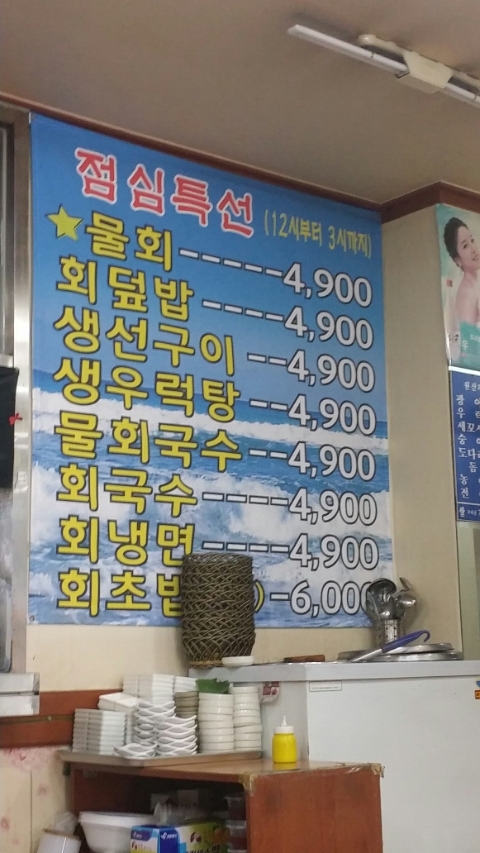 점심특선 (12시부터 3시까지)
물회-----4,900
회덮밥----4,900
생선구이--4,900
생우럭탕--4,900
물회국수--4,900
회국수----4,900
회냉면----4,900
회초밥 )-6,000